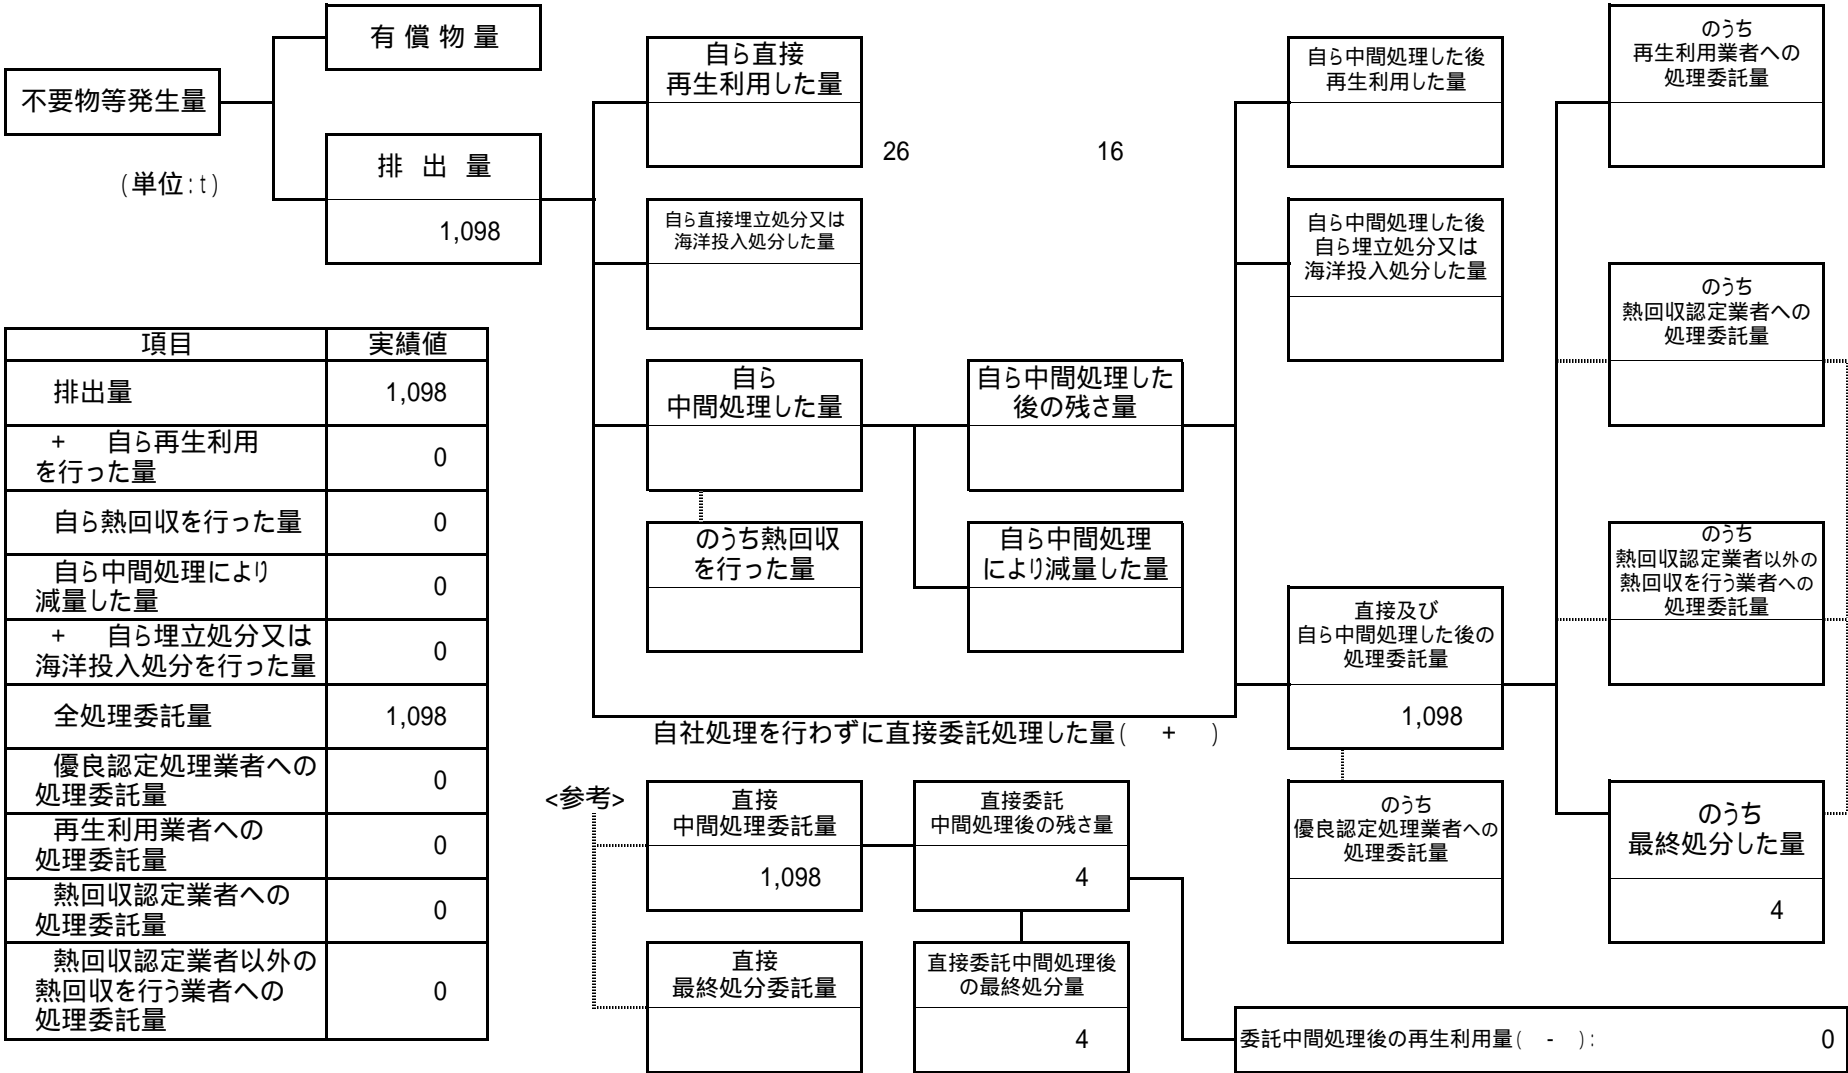 有 償 物 量
不要物等発生量
(単位:t)
排 出 量
1,098
自ら直接
再生利用した量
26
16
自ら直接埋立処分又は
海洋投入処分した量
自ら
中間処理した量
のうち熱回収
を行った量
自ら中間処理した
後の残さ量
自ら中間処理
により減量した量
自ら中間処理した後
再生利用した量
自ら中間処理した後
自ら埋立処分又は
海洋投入処分した量
直接及び
自ら中間処理した後の
処理委託量
1,098
のうち
優良認定処理業者への
処理委託量
のうち
再生利用業者への
処理委託量
のうち
熱回収認定業者への
処理委託量
のうち
熱回収認定業者以外の
熱回収を行う業者への
処理委託量
のうち
最終処分した量
4
自社処理を行わずに直接委託処理した量( + )
項目 実績値
排出量 1,098
+ 自ら再生利用
を行った量 0
自ら熱回収を行った量 0
自ら中間処理により
減量した量 0
+ 自ら埋立処分又は
海洋投入処分を行った量 0
全処理委託量 1,098
優良認定処理業者への
処理委託量 0
再生利用業者への
処理委託量 0
熱回収認定業者への
処理委託量 0
熱回収認定業者以外の
熱回収を行う業者への
処理委託量 0
<参考>
直接
中間処理委託量
1,098
直接委託
中間処理後の残さ量
4
直接
最終処分委託量
直接委託中間処理後
の最終処分量
4
委託中間処理後の再生利用量( - ): 0